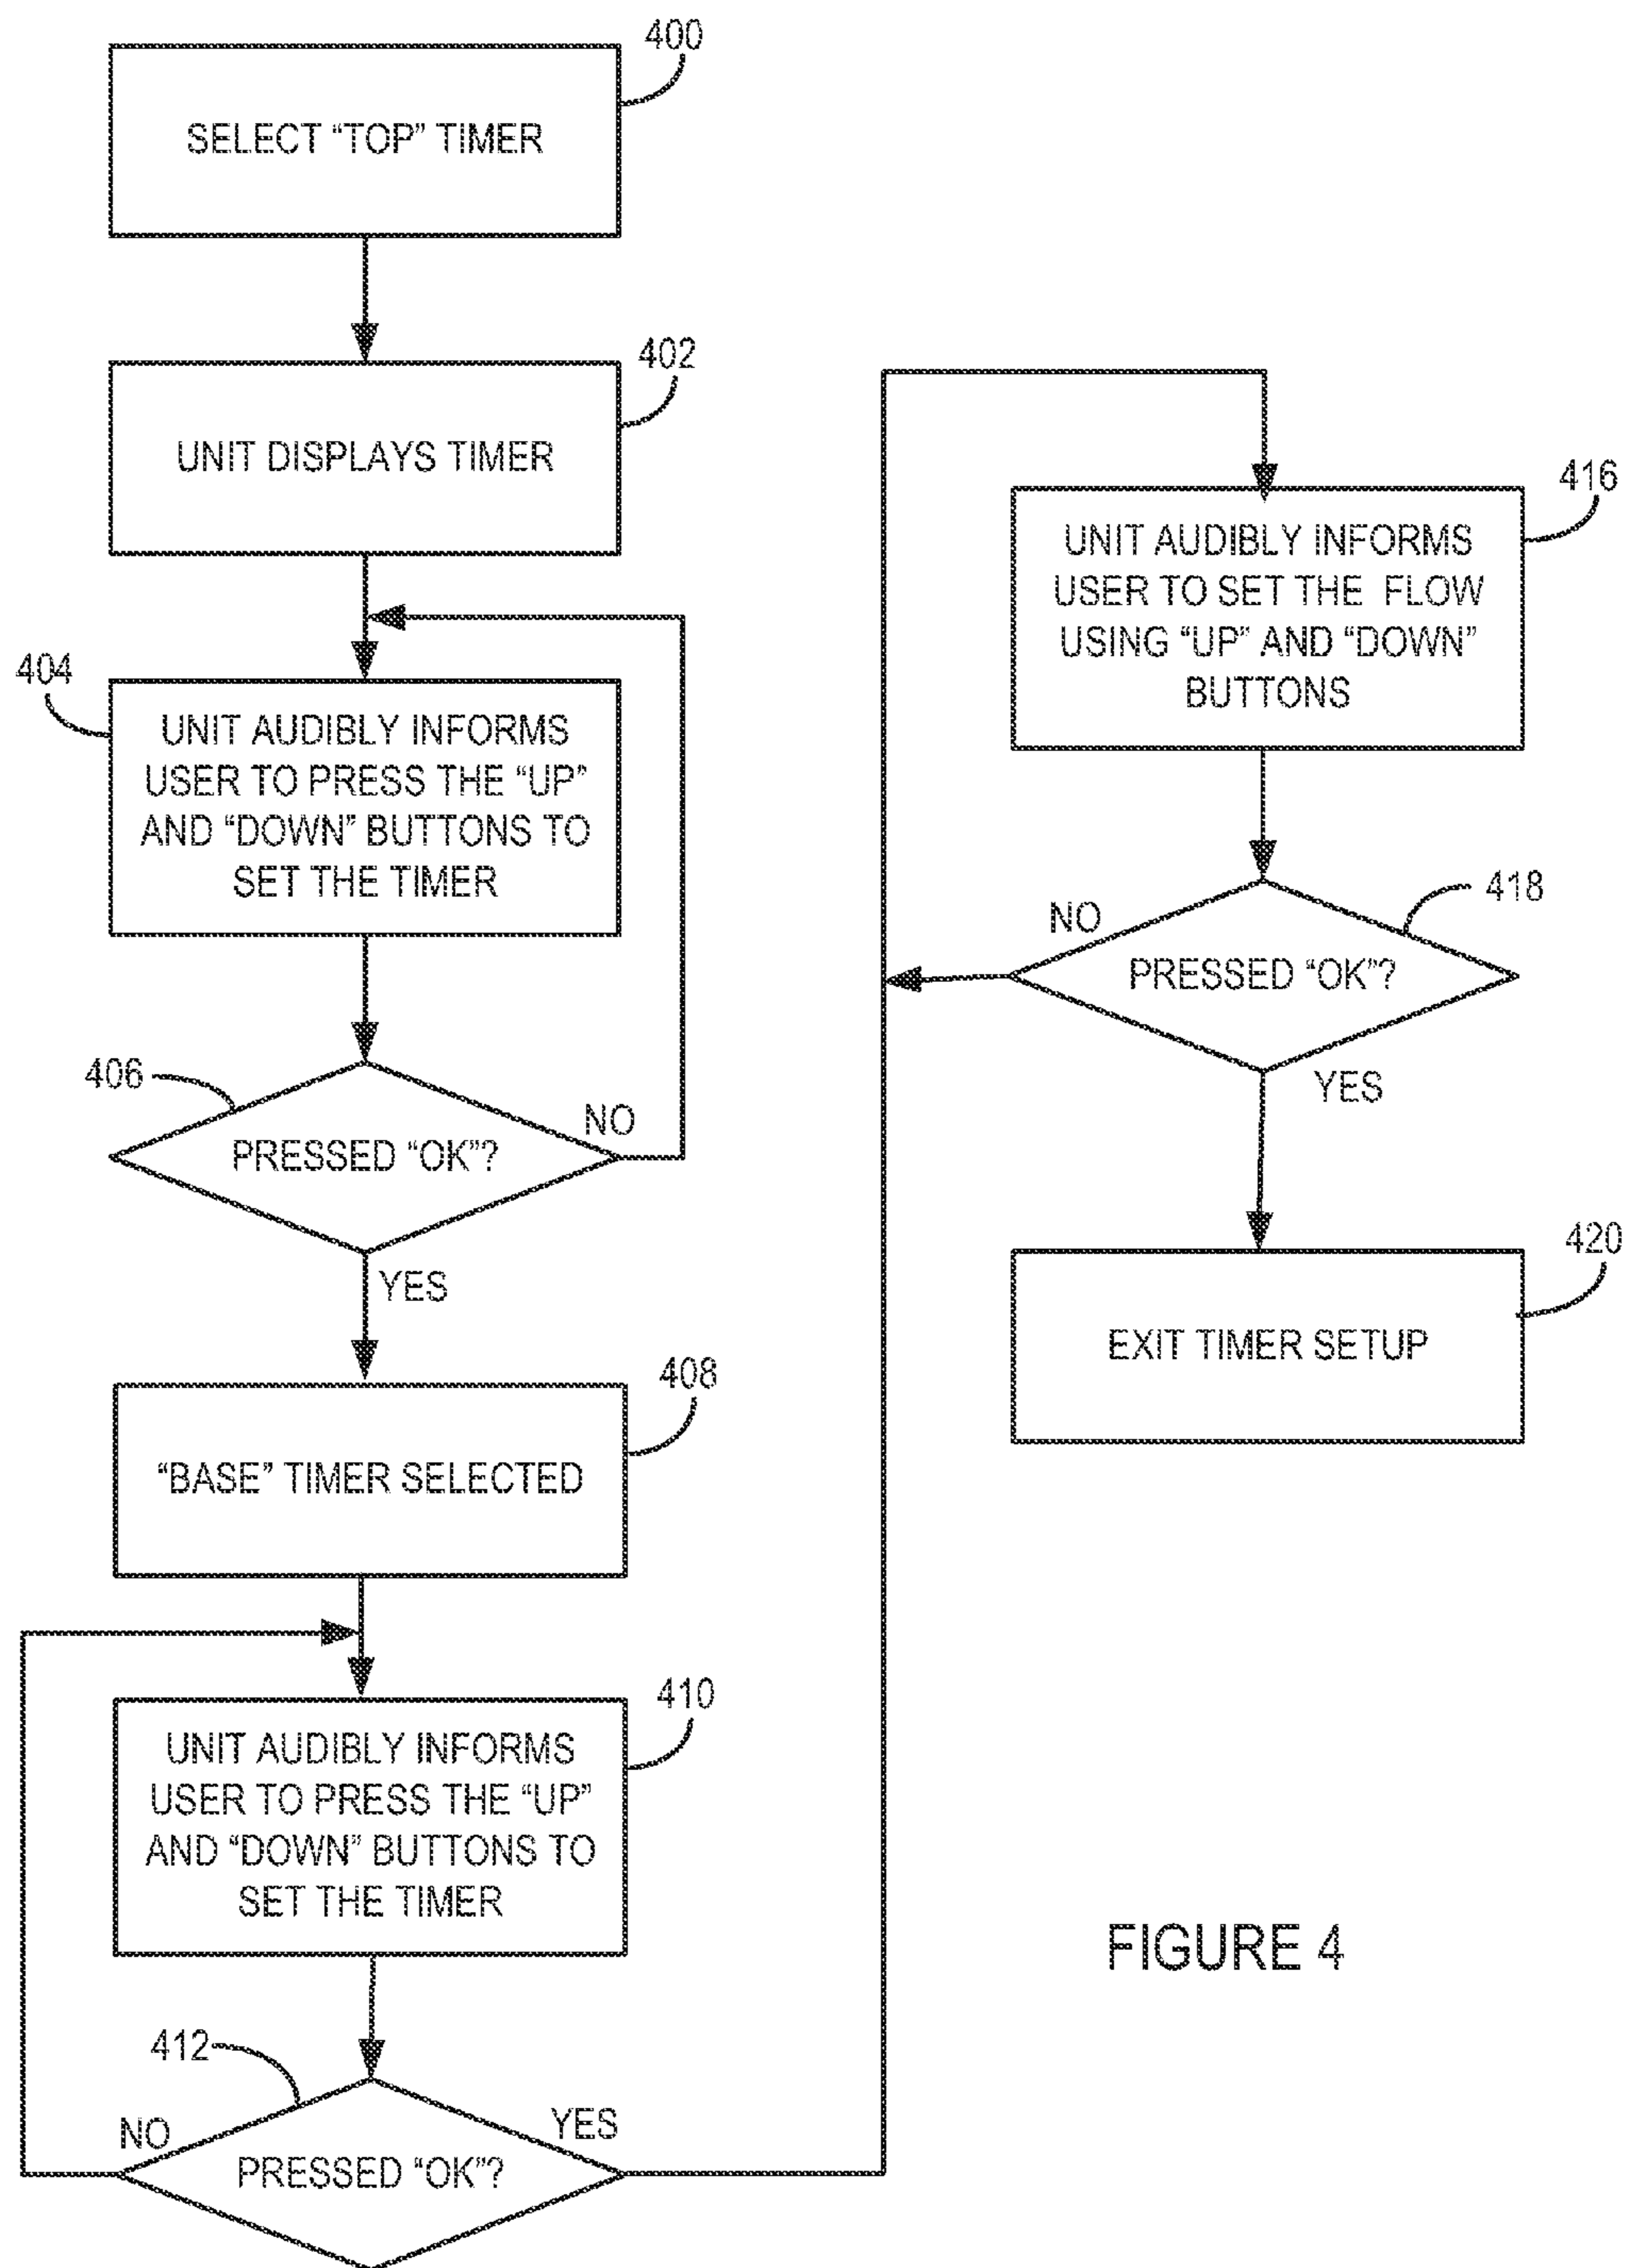 400
SELECT “TOP” TIMER
402
UNIT DISPLAYS TIMER
404
UNIT AUDIBLY INFORMS
USER TO PRESS THE “UP”
AND “DOWN” BUTTONS TO
SET THE TIMER
406
NO
PRESSED “OK”?
YES
408
“BASE” TIMER SELECTED
410
UNIT AUDIBLY INFORMS
USER TO PRESS THE “UP”
AND “DOWN” BUTTONS TO
SET THE TIMER
412
NO
YES
PRESSED “OK”?
416
UNIT AUDIBLY INFORMS
USER TO SET THE FLOW
USING “UP” AND “DOWN”
BUTTONS
418
NO
PRESSED “OK”?
YES
420
EXIT TIMER SETUP
FIGURE 4